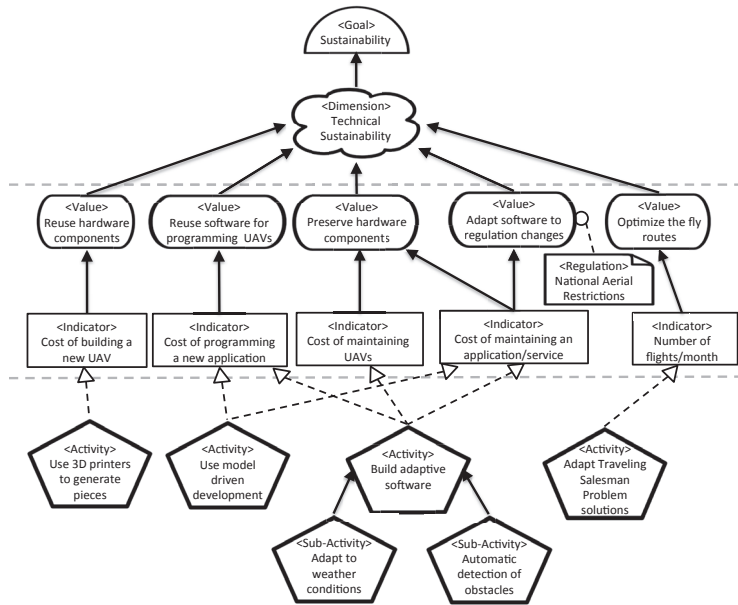 <Goal>
Sustainability
<Dimension>
Technical
Sustainability
<Value>
Reuse hardware
components
<Value>
Reuse software for
programming UAVs
<Value>
Preserve hardware
components
<Value>
Adapt software to
regulation changes
<Value>
Optimize the fly
routes
<Regulation>
National Aerial
Restrictions
<Indicator>
Cost of building a
new UAV
<Indicator>
Cost of programming
a new application
<Indicator>
Cost of maintaining
UAVs
<Indicator>
Cost of maintaining an
application/service
<Indicator>
Number of
flights/month
<Activity>
Use 3D printers
to generate
pieces
<Activity>
Use model
driven
development
<Activity>
Build adaptive
software
<Activity>
Adapt Traveling
Salesman
Problem
solutions
<Sub-Activity>
Adapt to
weather
conditions
<Sub-Activity>
Automatic
detection of
obstacles